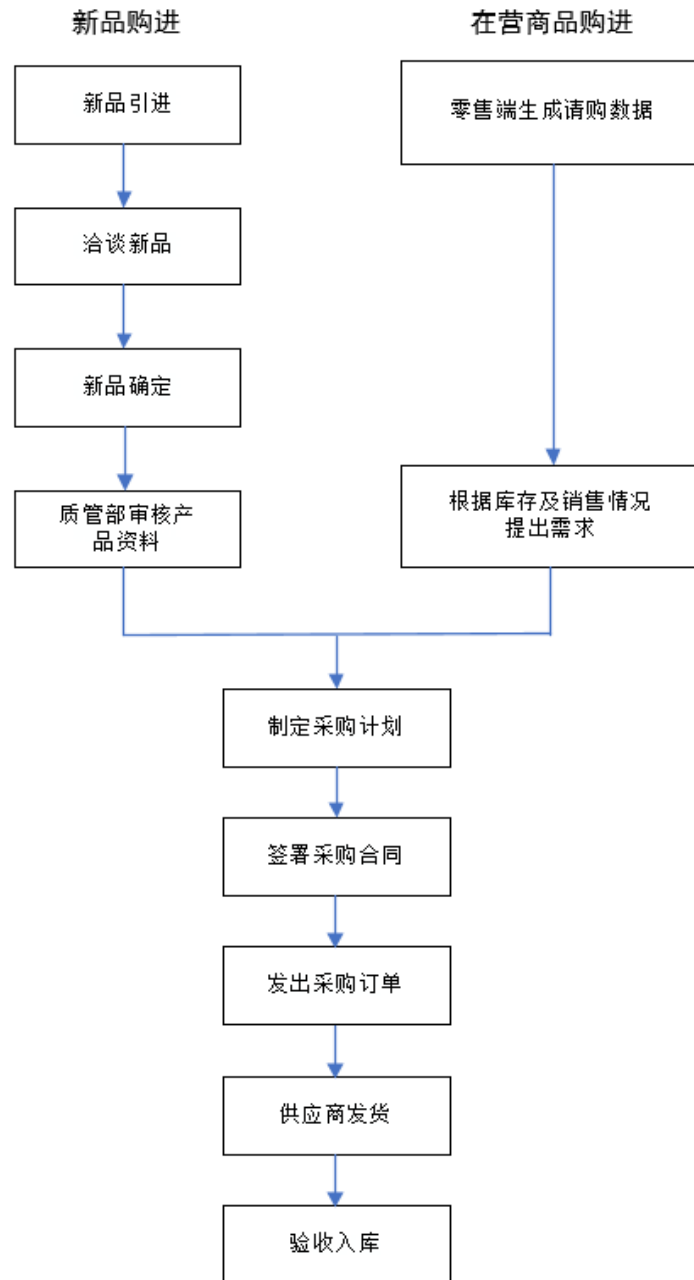 新品购进
在营商品购进
新品引进
零售端生成请购数据
洽谈新品
新品确定
质管部审核产
品资料
根据库存及销售情况
提出需求
制定采购计划
签署采购合同
发出采购订单
供应商发货
验收入库